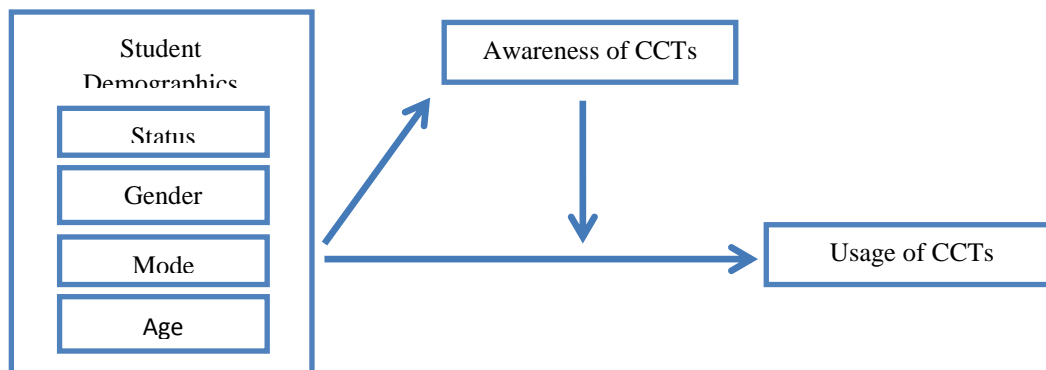 Student
Demographics
Status
Gender
Mode
Age
Awareness of CCTs
Usage of CCTs